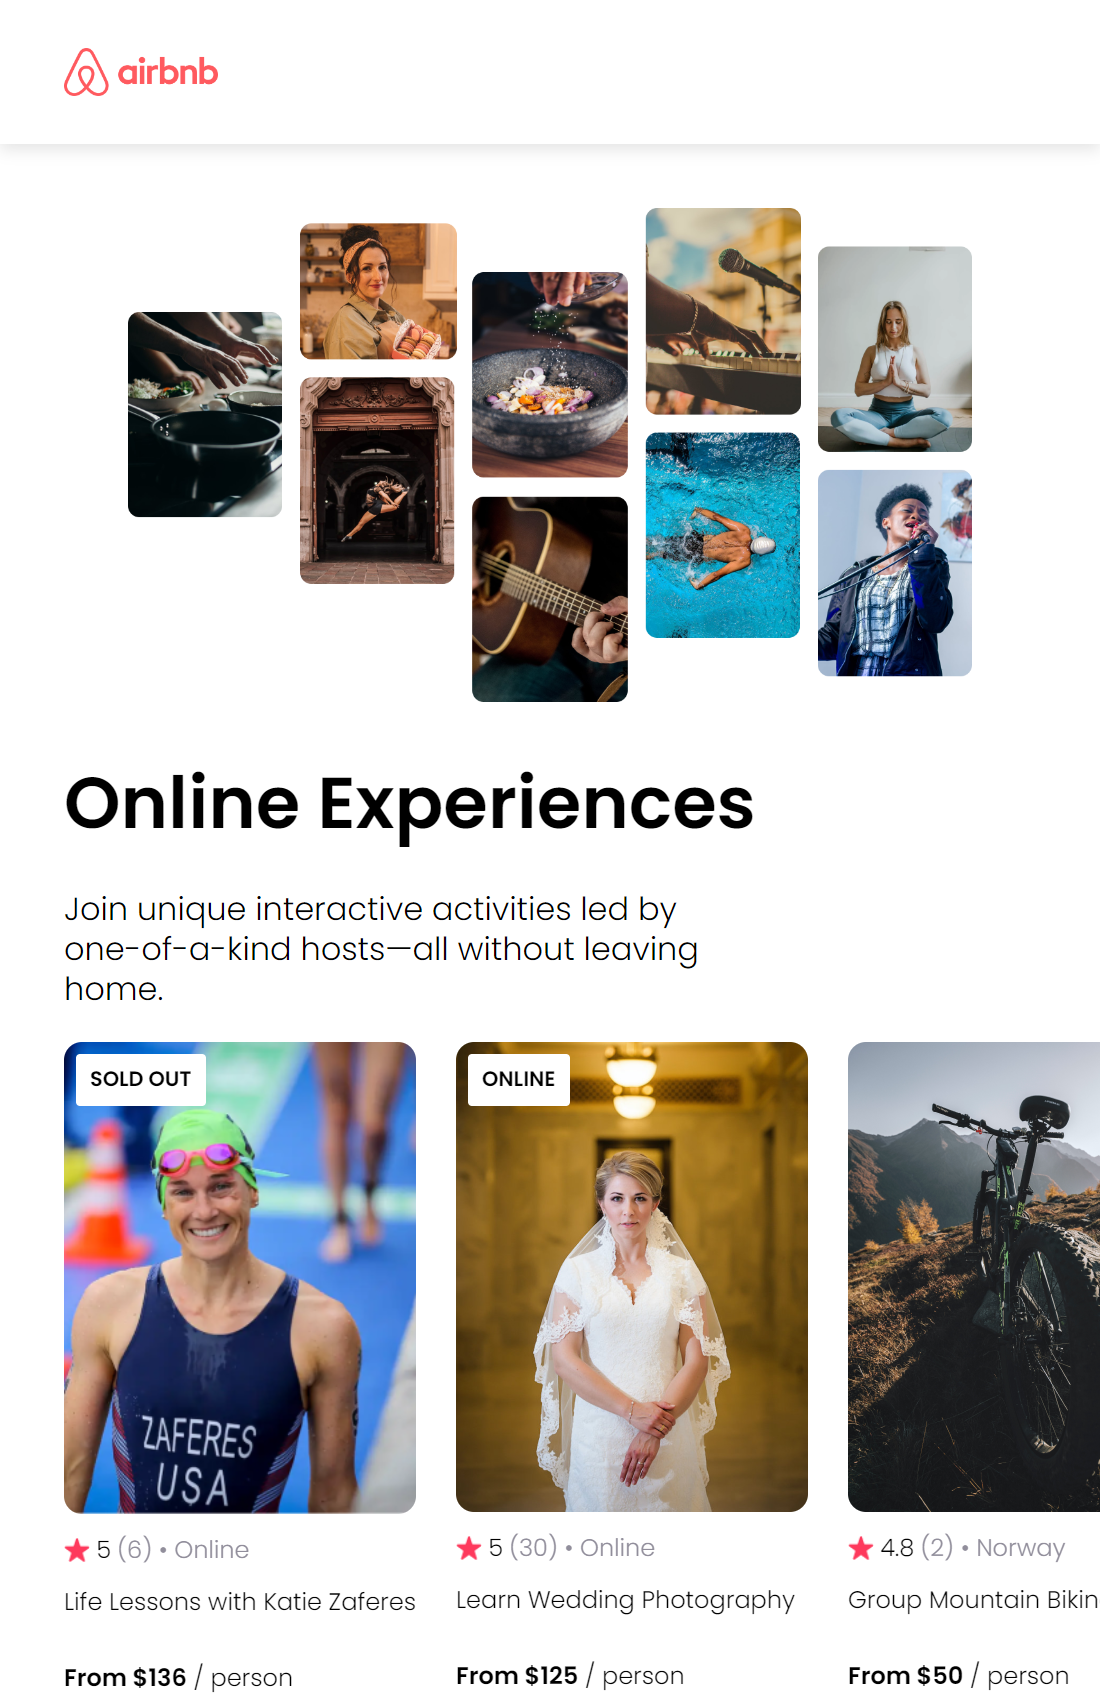 airbnb
Online Experiences
Join unique interactive activities led by
one-of-a-kind hosts—all without leaving
home.
SOLD OUT
ZAFERES
USA
5 (6) • Online
Life Lessons with Katie Zaferes
From $136 / person
ONLINE
5 (30) • Online
Learn Wedding Photography
From $125 / person
4.8 (2) • Norway
Group Mountain Bikin
From $50 / person